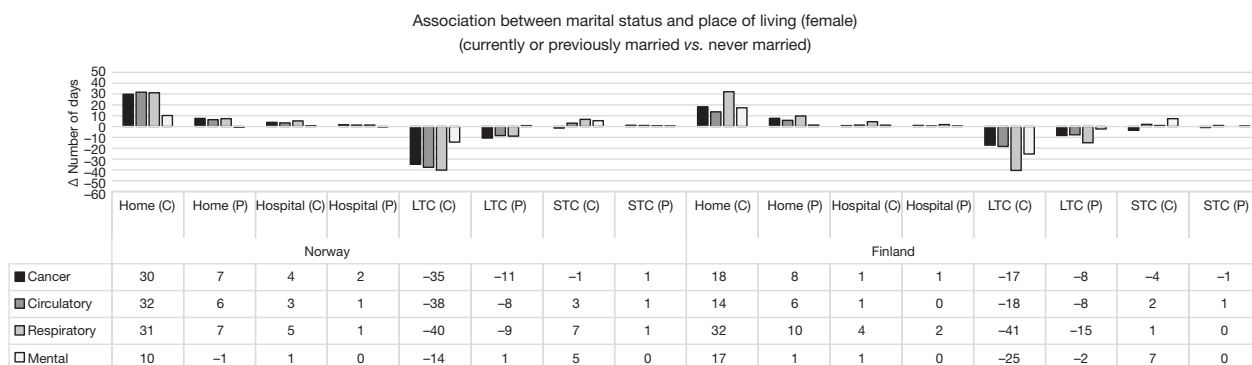 Association between marital status and place of living (female)
(currently or previously married vs. never married)
Δ Number of days
50
40
30
20
10
0
−10
−20
−30
−40
−50
−60
Home (C) Home (P) Hospital (C) Hospital (P) LTC (C) LTC (P) STC (C) STC (P) Home (C) Home (P) Hospital (C) Hospital (P) LTC (C) LTC (P) STC (C) STC (P)
Norway Finland
Cancer 30 7 4 2 −35 −11 −1 1 18 8 1 1 −17 −8 −4 −1
Circulatory 32 6 3 1 −38 −8 3 1 14 6 1 0 −18 −8 2 1
Respiratory 31 7 5 1 −40 −9 7 1 32 10 4 2 −41 −15 1 0
Mental 10 −1 1 0 −14 1 5 0 17 1 1 0 −25 −2 7 0